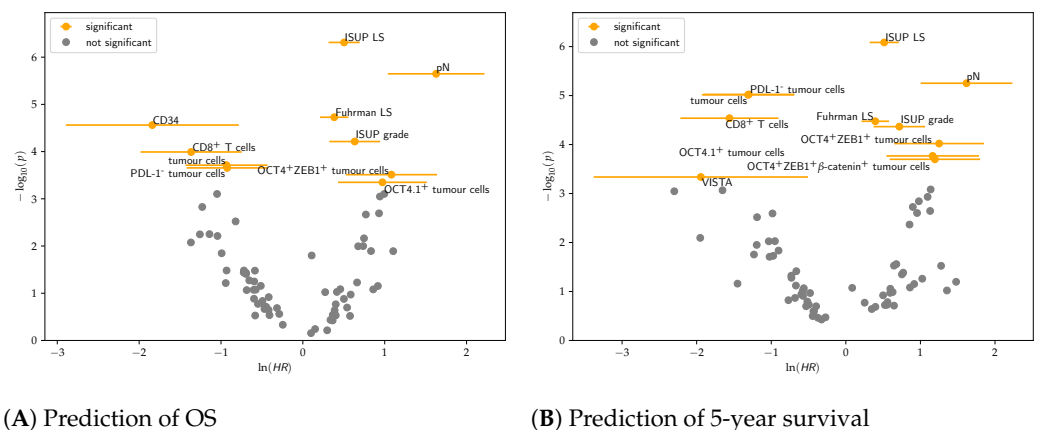 significant
not significant
ISUP LS
pN
CD34
Fuhrman LS
ISUP grade
CD8⁺ T cells
tumour cells
PDL-1⁻ tumour cells
OCT4⁺ZEB1⁺ tumour cells
OCT4.1⁺ tumour cells
− log₁₀(p)
6
5
4
3
2
1
0
−3
−2
−1
0
1
2
ln(HR)
(A) Prediction of OS
significant
not significant
ISUP LS
pN
PDL-1⁻ tumour cells
tumour cells
CD8⁺ T cells
Fuhrman LS
ISUP grade
OCT4⁺ZEB1⁺ tumour cells
OCT4.1⁺ tumour cells
OCT4⁺ZEB1⁺β-catenin⁺ tumour cells
VISTA
− log₁₀(p)
6
5
4
3
2
1
0
−3
−2
−1
0
1
2
ln(HR)
(B) Prediction of 5-year survival